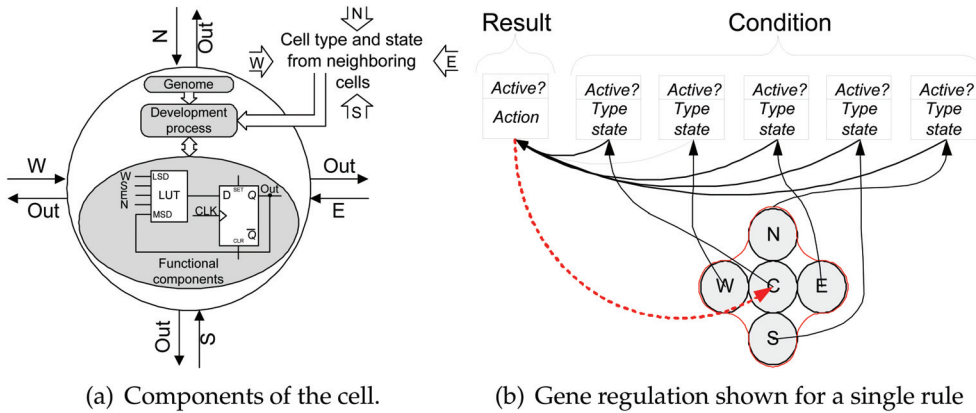 N
Out
N
Cell type and state
from neighboring
cells
W
E
S
Genome
Development
process
W
Out
Out
E
W
S
E
N
LSD
LUT
MSD
D
SET
Q
Out
CLK
Q
CLR
Functional
components
Out
S
(a) Components of the cell.
Result
Condition
Active?
Action
Active?
Type
state
Active?
Type
state
Active?
Type
state
Active?
Type
state
Active?
Type
state
N
W
C
E
S
(b) Gene regulation shown for a single rule